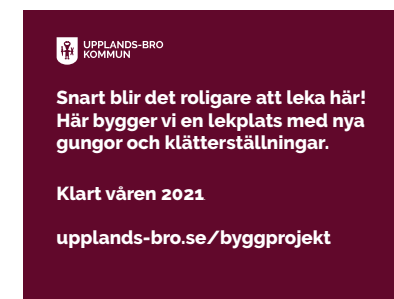 UPPLANDS-BRO
KOMMUN
Snart blir det roligare att leka här!
Här bygger vi en lekplats med nya
gungor och klätterställningar.
Klart våren 2021
upplands-bro.se/byggprojekt